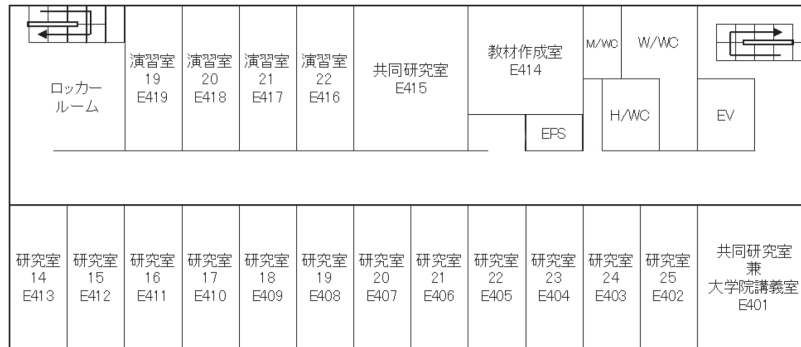 ロッカー
ルーム
演習室
19
E419
演習室
20
E418
演習室
21
E417
演習室
22
E416
共同研究室
E415
教材作成室
E414
EPS
M/WC
W/WC
H/WC
EV
研究室
14
E413
研究室
15
E412
研究室
16
E411
研究室
17
E410
研究室
18
E409
研究室
19
E408
研究室
20
E407
研究室
21
E406
研究室
22
E405
研究室
23
E404
研究室
24
E403
研究室
25
E402
共同研究室
兼
大学院講義室
E401